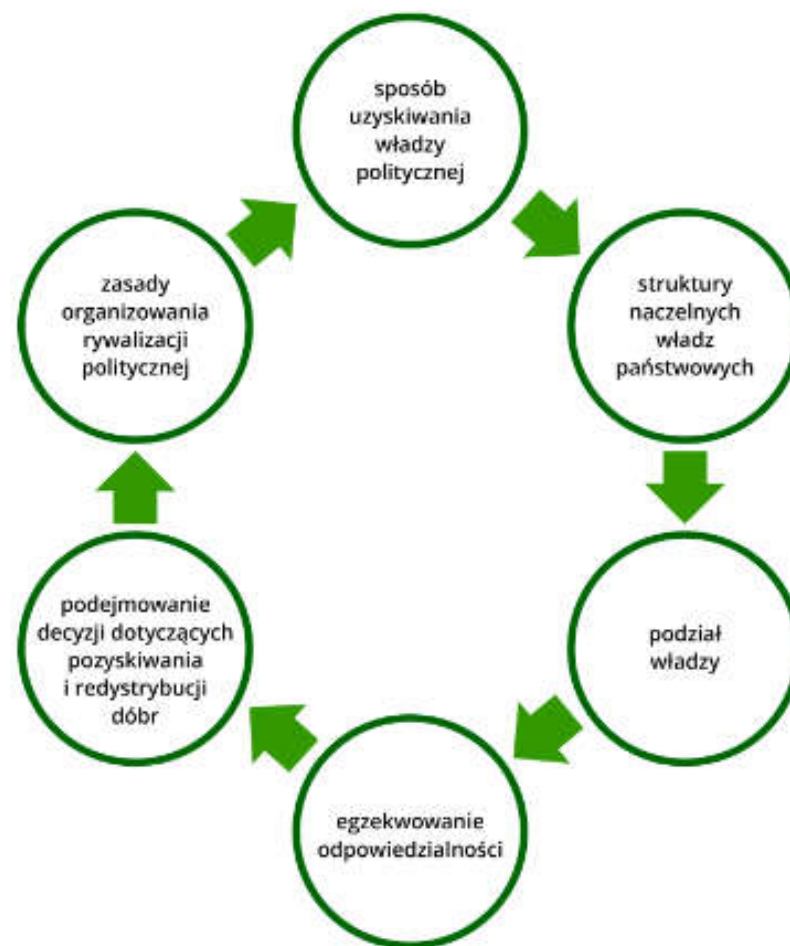 sposób
uzyskiwania
władzy
politycznej
struktury
naczelnych
władz
państwowych
podział
władzy
egzekwowanie
odpowiedzialności
podejmowanie
decyzji dotyczących
pozyskiwania
i redystrybucji
dóbr
zasady
organizowania
rywalizacji
politycznej